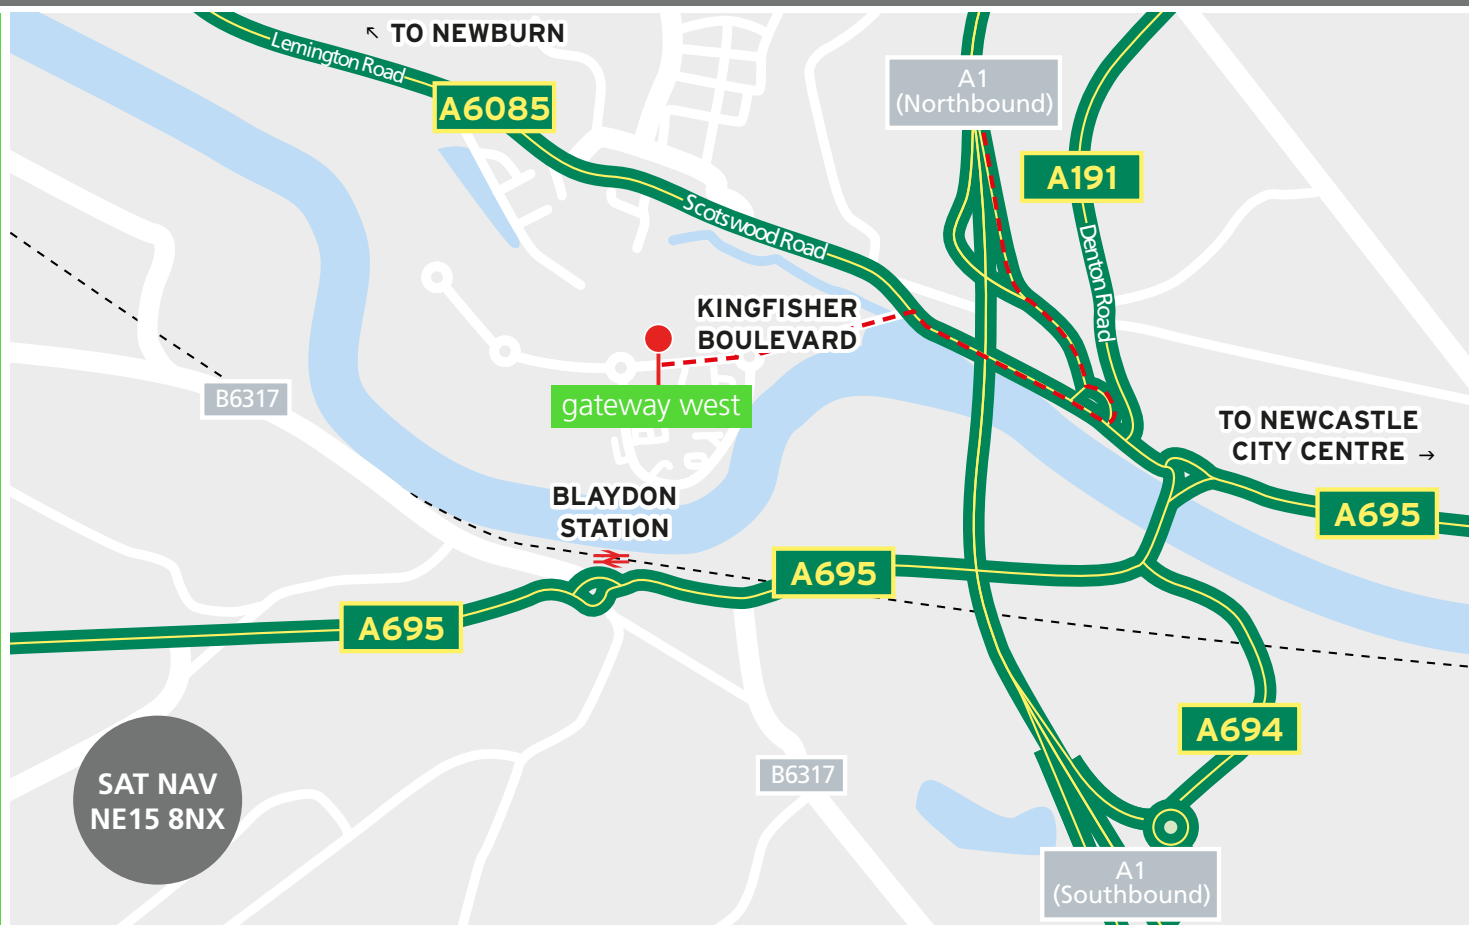 ↖ TO NEWBURN
Lemington Road
A6085
A1
(Northbound)
A191
Scotswood Road
Denton Road
KINGFISHER
BOULEVARD
B6317
gateway west
TO NEWCASTLE
CITY CENTRE →
BLAYDON
STATION
A695
A695
A695
A694
SAT NAV
NE15 8NX
B6317
A1
(Southbound)